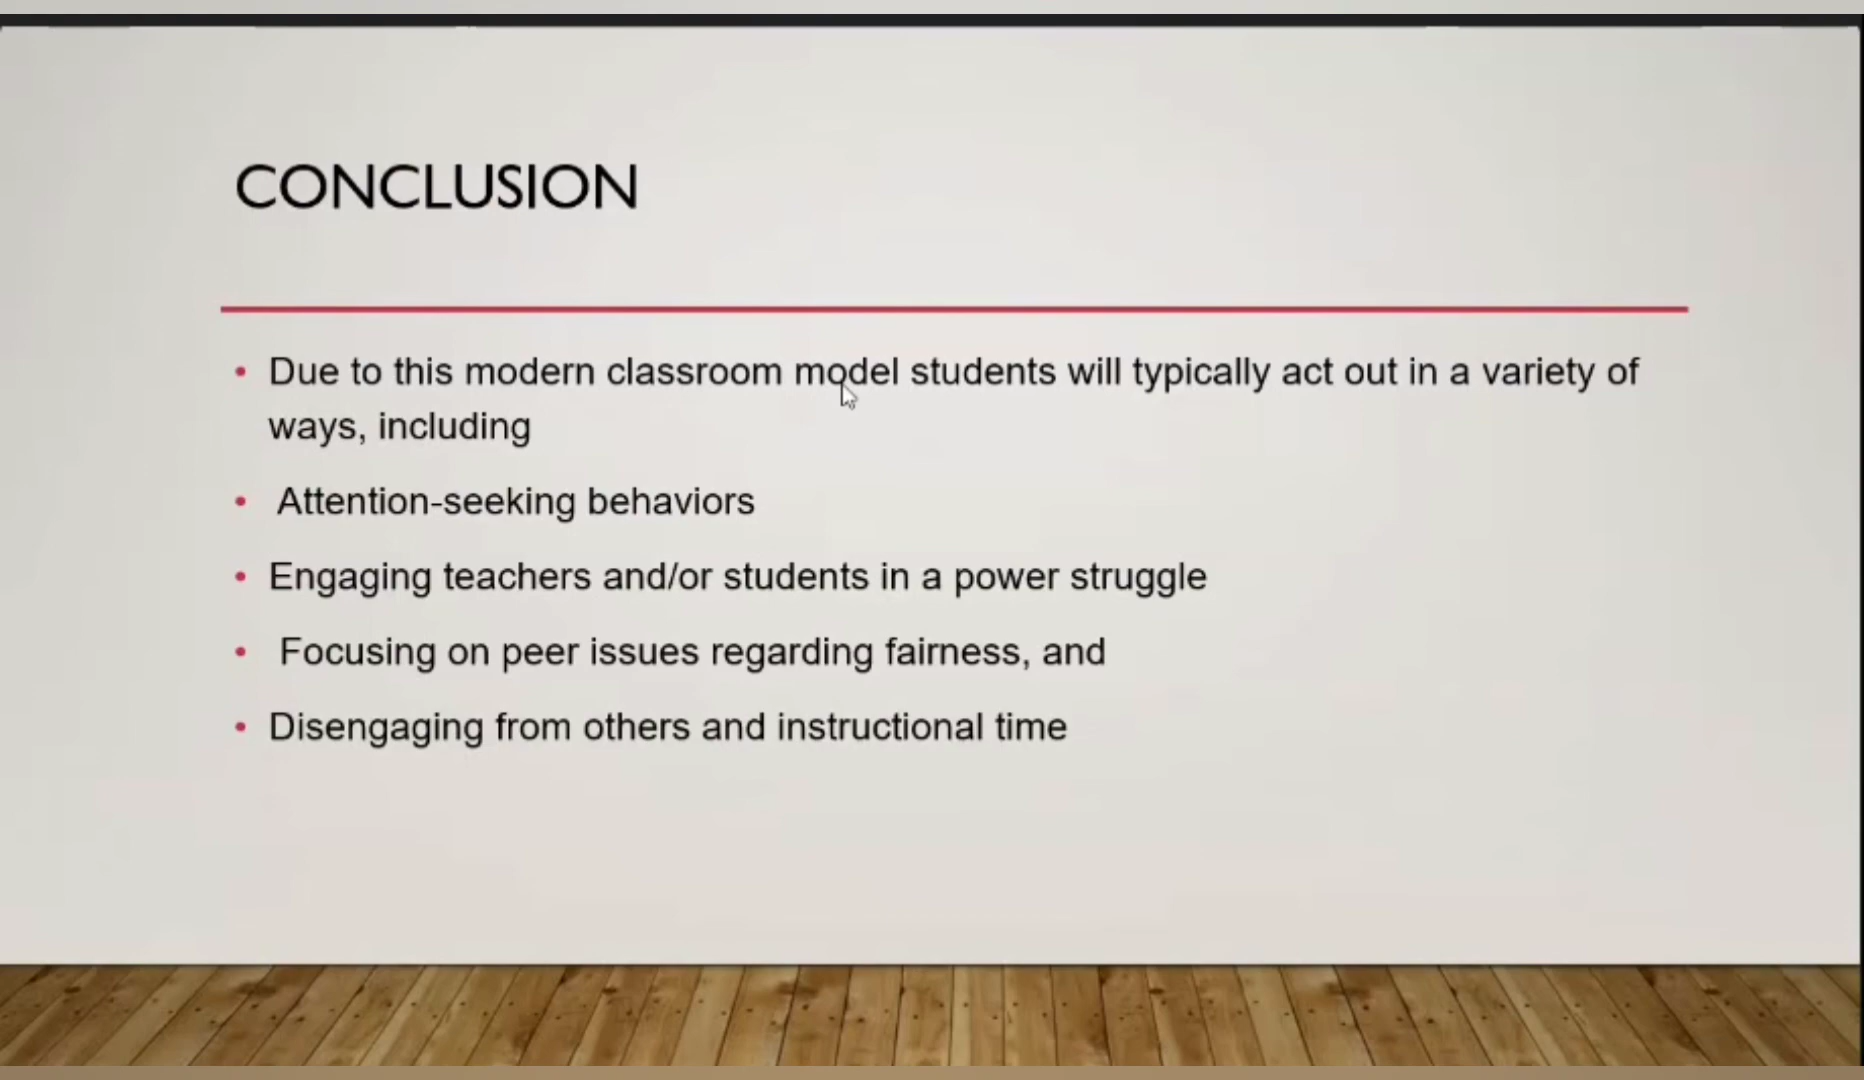 CONCLUSION
• Due to this modern classroom model students will typically act out in a variety of
ways, including
• Attention-seeking behaviors
• Engaging teachers and/or students in a power struggle
• Focusing on peer issues regarding fairness, and
• Disengaging from others and instructional time